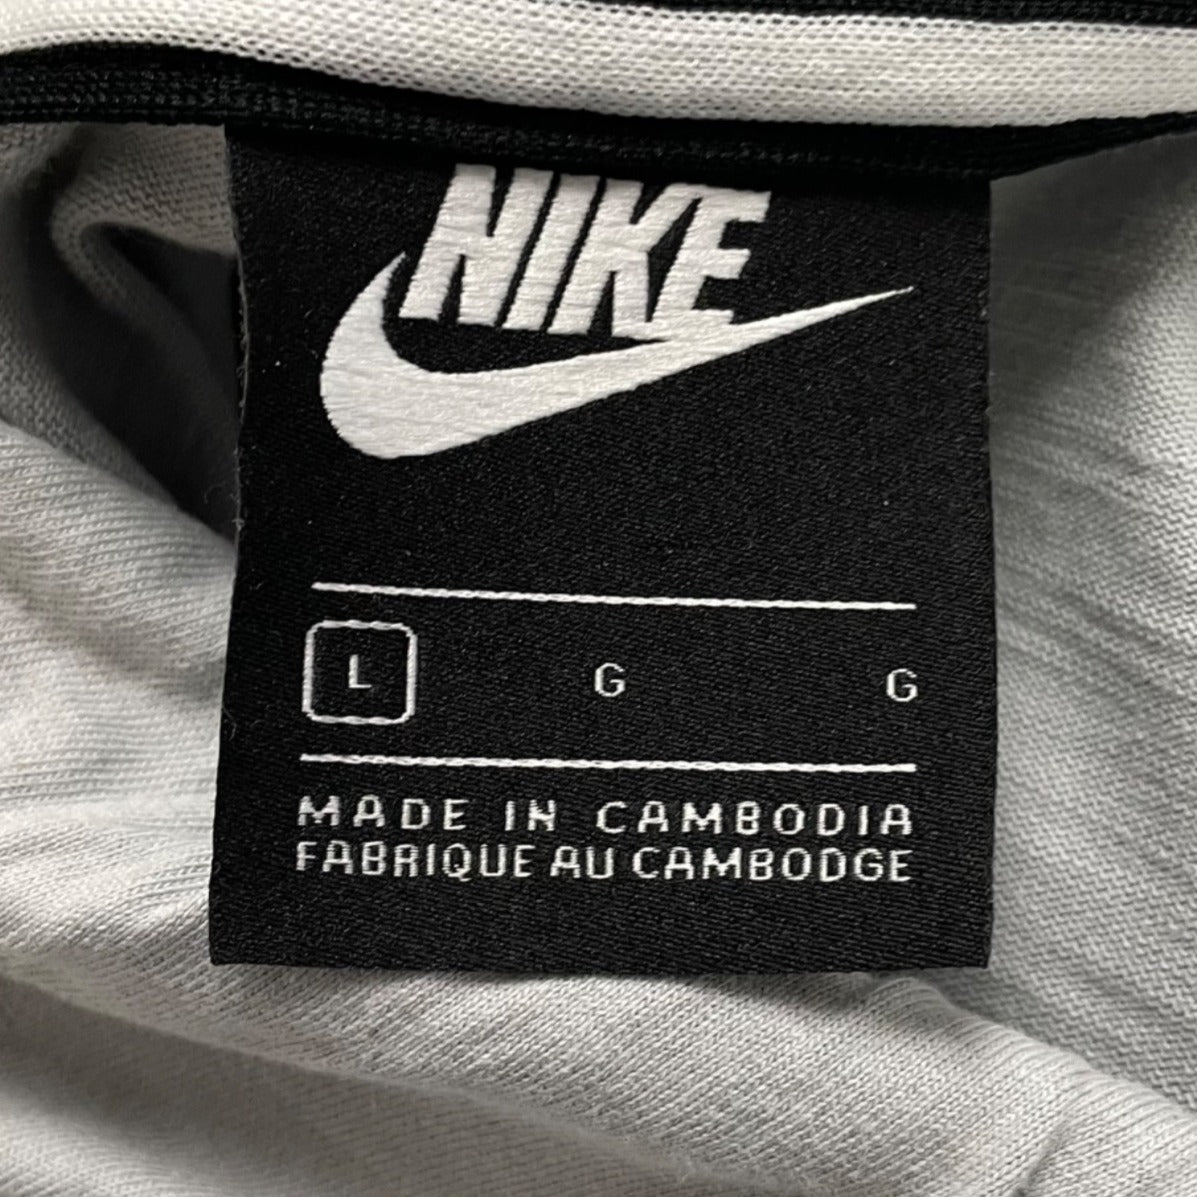 NIKE
L G G
MADE IN CAMBODIA
FABRIQUE AU CAMBODGE